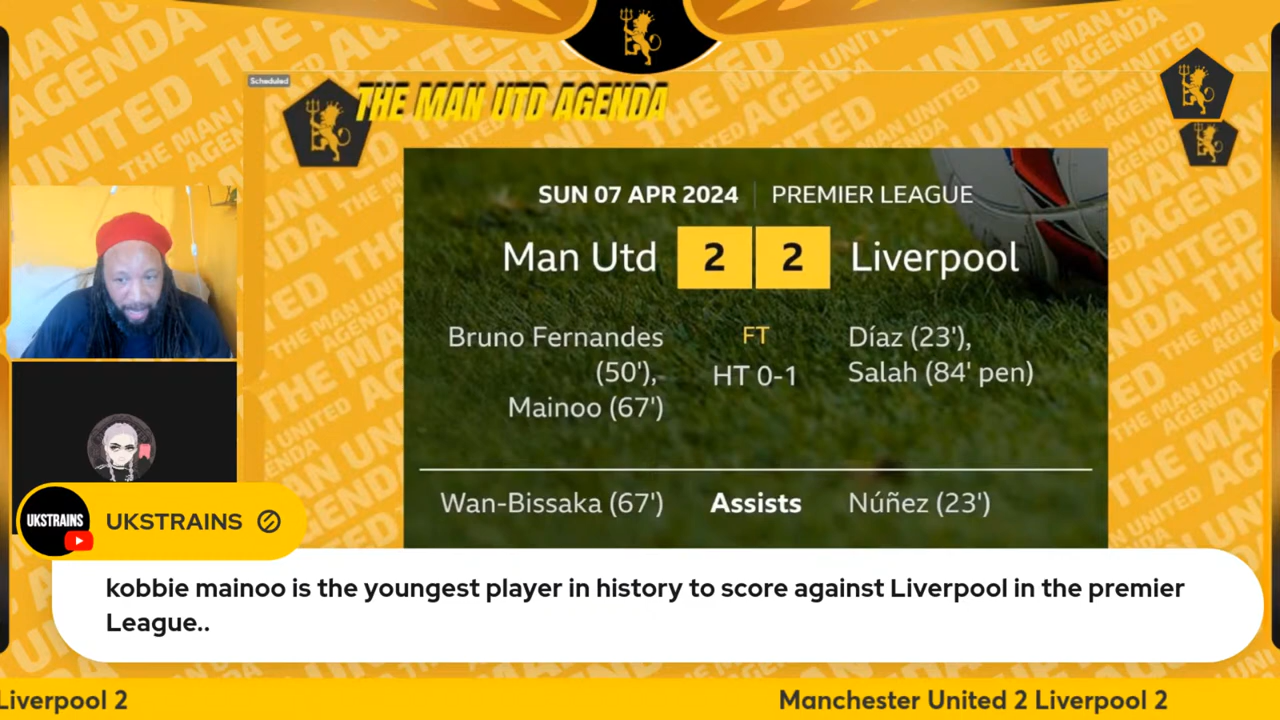 Scheduled
THE MAN UTD AGENDA
SUN 07 APR 2024 | PREMIER LEAGUE
Man Utd 2 2 Liverpool
Bruno Fernandes FT Díaz (23'),
(50'), HT 0-1 Salah (84' pen)
Mainoo (67')
Wan-Bissaka (67') Assists Núñez (23')
UKSTRAINS UKSTRAINS
kobbie mainoo is the youngest player in history to score against Liverpool in the premier
League..
Liverpool 2 Manchester United 2 Liverpool 2